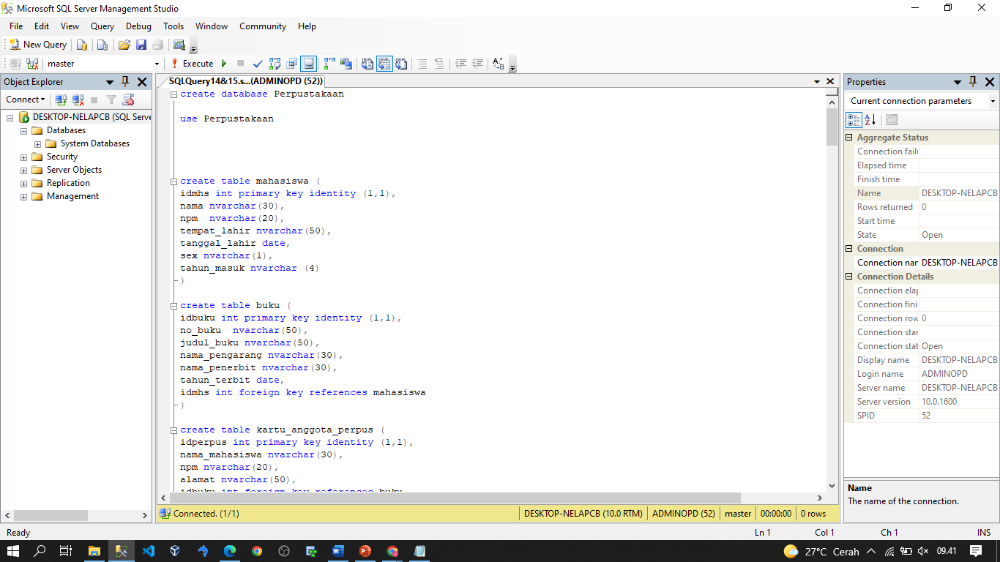 Microsoft SQL Server Management Studio
File Edit View Query Debug Tools Window Community Help
New Query
master
Execute
Object Explorer
Connect
DESKTOP-NELAPCB (SQL Serve
Databases
System Databases
Security
Server Objects
Replication
Management
SQLQuery14&15.s...(ADMINOPD (52))
create database Perpustakaan
use Perpustakaan
create table mahasiswa (
idmhs int primary key identity (1,1),
nama nvarchar(30),
npm  nvarchar(20),
tempat_lahir nvarchar(50),
tanggal_lahir date,
sex nvarchar(1),
tahun_masuk nvarchar (4)
)
create table buku (
idbuku int primary key identity (1,1),
no_buku  nvarchar(50),
judul_buku nvarchar(50),
nama_pengarang nvarchar(30),
nama_penerbit nvarchar(30),
tahun_terbit date,
idmhs int foreign key references mahasiswa
)
create table kartu_anggota_perpus (
idperpus int primary key identity (1,1),
nama_mahasiswa nvarchar(30),
npm nvarchar(20),
alamat nvarchar(50),
idbuku int foreign key references buku
Properties
Current connection parameters
Aggregate Status
Connection failu
Elapsed time
Finish time
Name DESKTOP-NELAPCB
Rows returned 0
Start time
State Open
Connection
Connection nar DESKTOP-NELAPCB
Connection Details
Connection elap
Connection finis
Connection row 0
Connection star
Connection stat Open
Display name DESKTOP-NELAPCB
Login name ADMINOPD
Server name DESKTOP-NELAPCB
Server version 10.0.1600
SPID 52
Name
The name of the connection.
Connected. (1/1) DESKTOP-NELAPCB (10.0 RTM) ADMINOPD (52) master 00:00:00 0 rows
Ready Ln 1 Col 1 Ch 1 INS
27°C Cerah 09.41